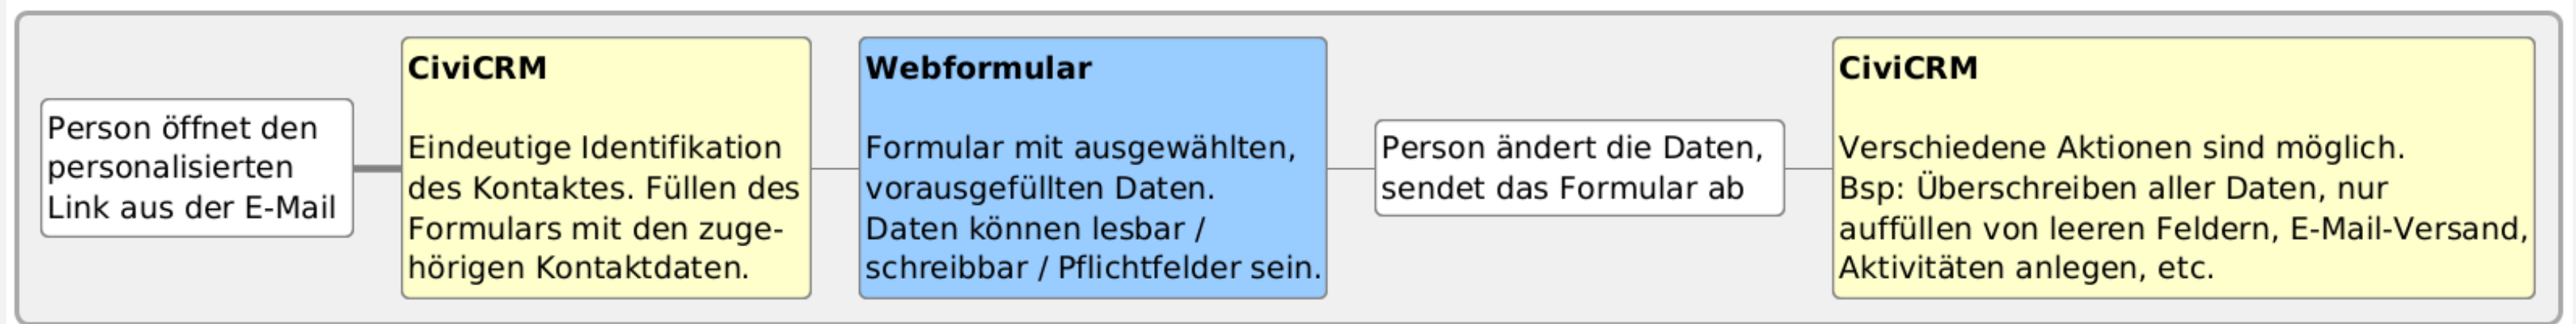 Person öffnet den
personalisierten
Link aus der E-Mail
CiviCRM
Eindeutige Identifikation
des Kontaktes. Füllen des
Formulars mit den zuge-
hörigen Kontaktdaten.
Webformular
Formular mit ausgewählten,
vorausgefüllten Daten.
Daten können lesbar /
schreibbar / Pflichtfelder sein.
Person ändert die Daten,
sendet das Formular ab
CiviCRM
Verschiedene Aktionen sind möglich.
Bsp: Überschreiben aller Daten, nur
auffüllen von leeren Feldern, E-Mail-Versand,
Aktivitäten anlegen, etc.